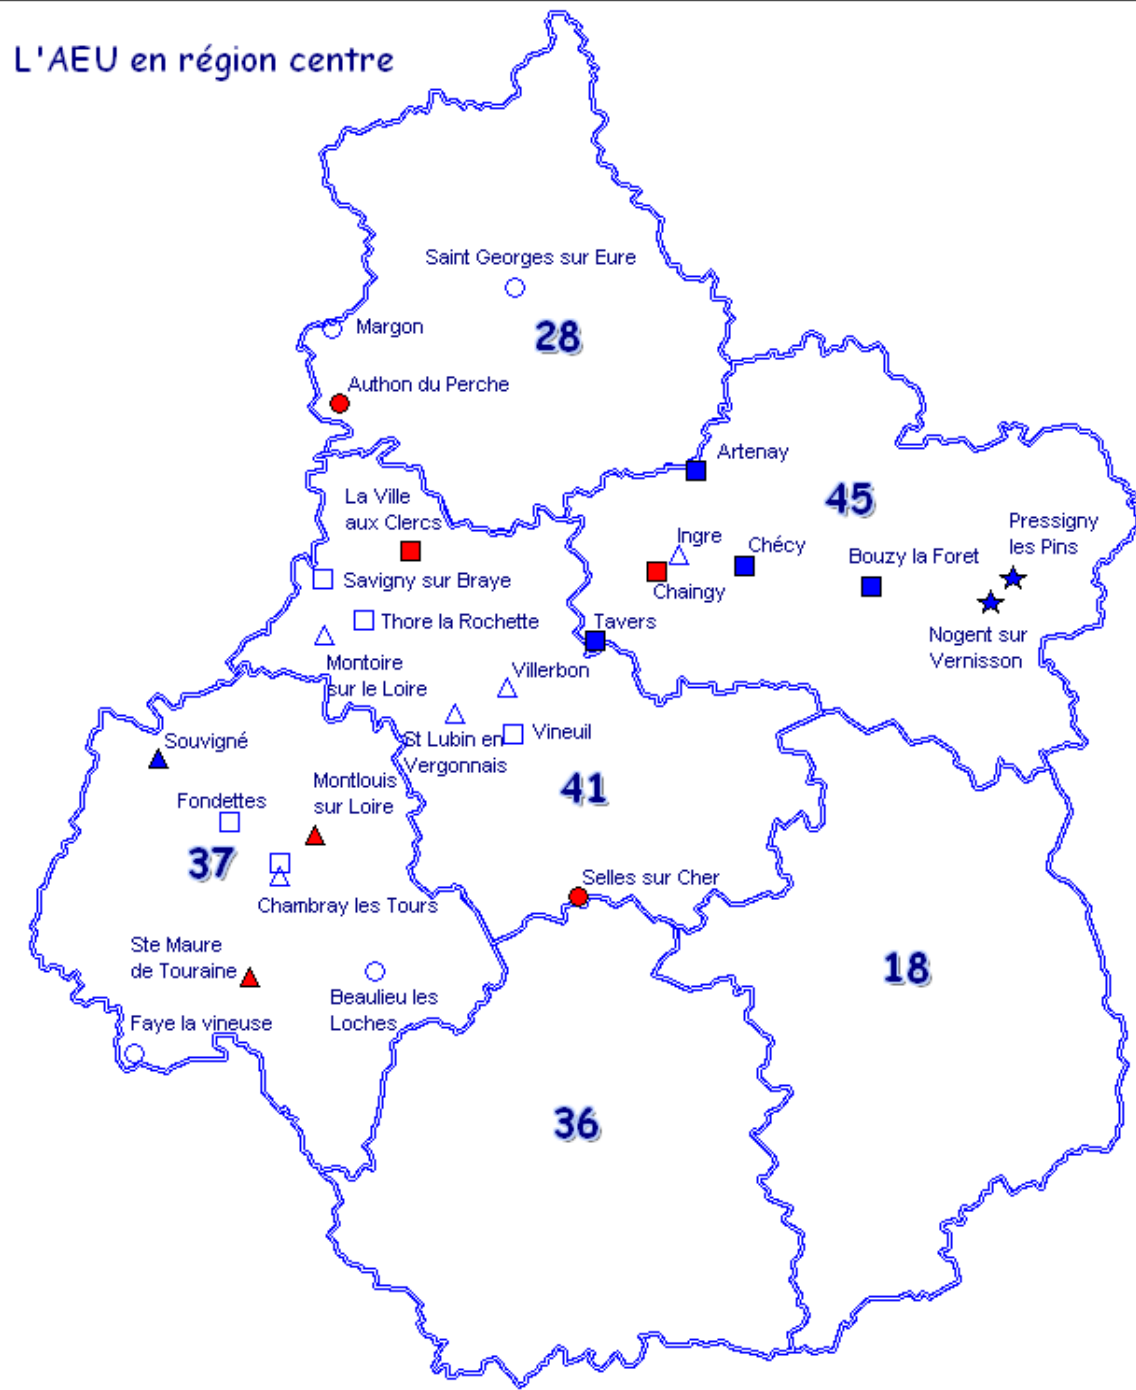 L'AEU en région centre
Saint Georges sur Eure
28
Margon
Authon du Perche
Artenay
45
La Ville
aux Clercs
Savigny sur Braye
Thore la Rochette
Montoire
sur le Loire
Ingre
Chécy
Chaingy
Bouzy la Foret
Pressigny
les Pins
Nogent sur
Vernisson
Tavers
Villerbon
St Lubin en
Vergonnais
Vineuil
41
Souvigné
Montlouis
sur Loire
Fondettes
37
Chambray les Tours
Selles sur Cher
Ste Maure
de Touraine
Beaulieu les
Loches
Faye la vineuse
18
36